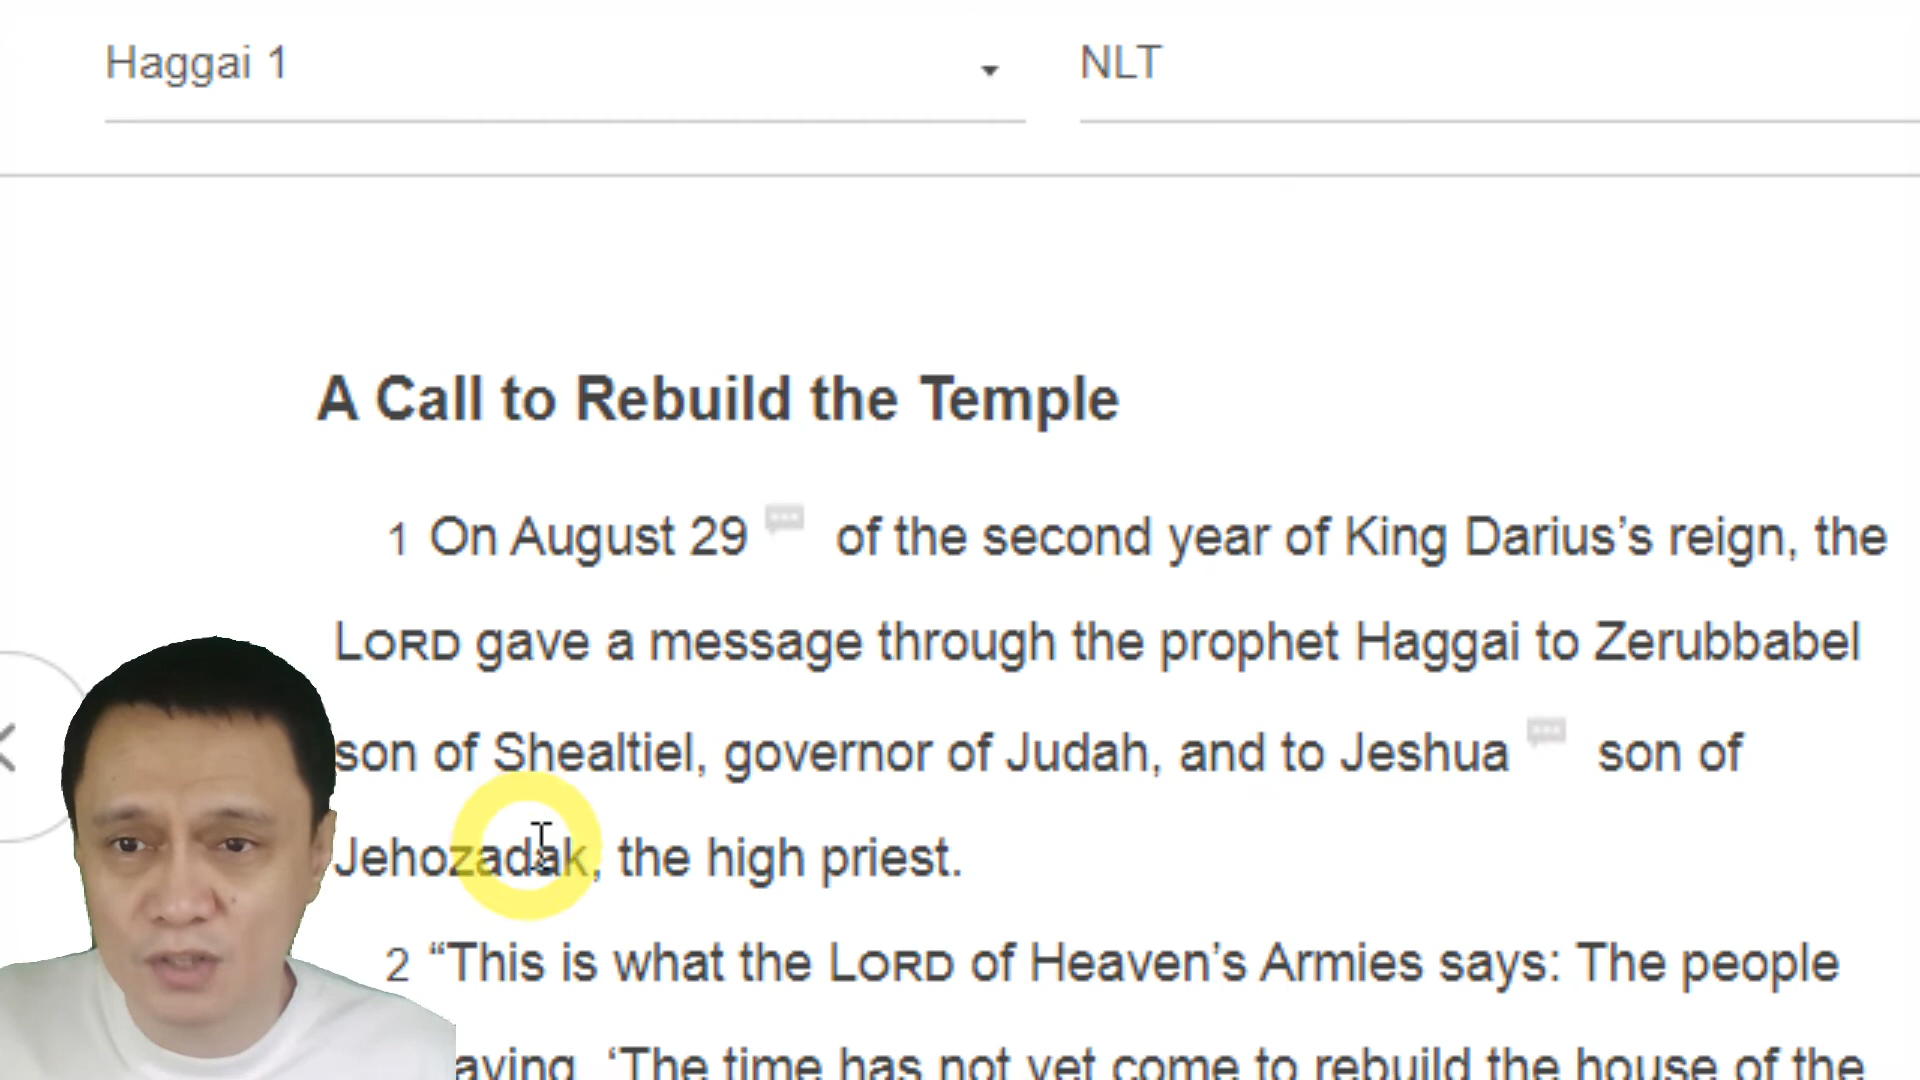 Haggai 1
NLT
A Call to Rebuild the Temple
1 On August 29 of the second year of King Darius’s reign, the
LORD gave a message through the prophet Haggai to Zerubbabel
son of Shealtiel, governor of Judah, and to Jeshua son of
Jehozadak, the high priest.
2 “This is what the LORD of Heaven’s Armies says: The people
aying, ‘The time has not yet come to rebuild the house of the